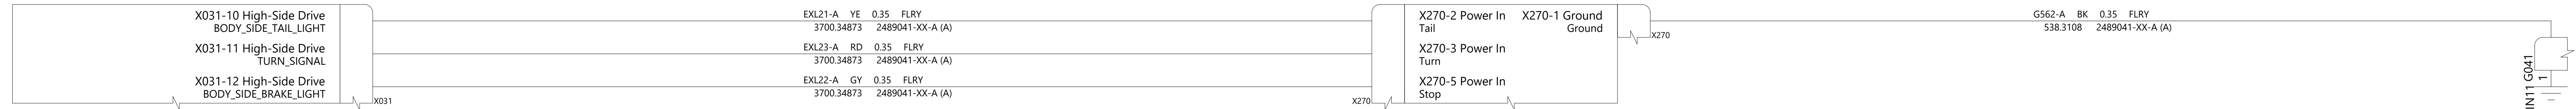 X031-10 High-Side Drive
BODY_SIDE_TAIL_LIGHT
X031-11 High-Side Drive
TURN_SIGNAL
X031-12 High-Side Drive
BODY_SIDE_BRAKE_LIGHT
X031
EXL21-A YE 0.35 FLRY
3700.34873 2489041-XX-A (A)
EXL23-A RD 0.35 FLRY
3700.34873 2489041-XX-A (A)
EXL22-A GY 0.35 FLRY
3700.34873 2489041-XX-A (A)
X270
X270-2 Power In
Tail
X270-3 Power In
Turn
X270-5 Power In
Stop
X270-1 Ground
Ground
X270
G562-A BK 0.35 FLRY
538.3108 2489041-XX-A (A)
IN11 G041
1